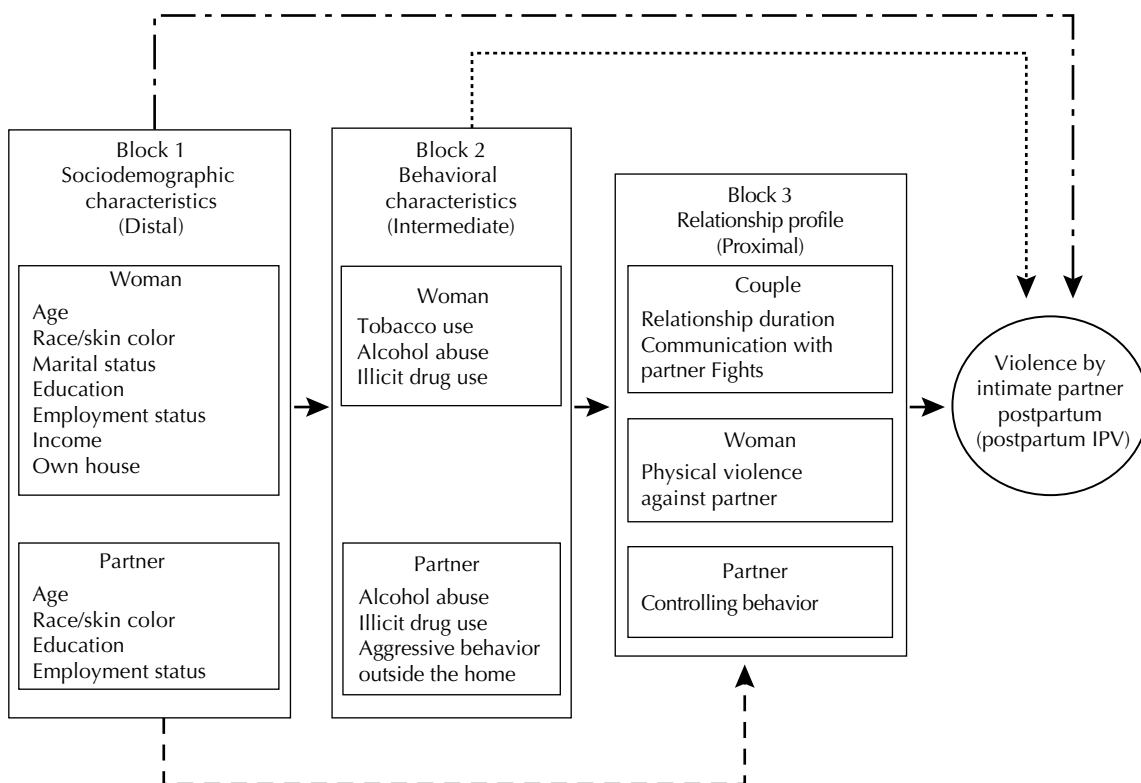 Block 1
Sociodemographic
characteristics
(Distal)
Woman
Age
Race/skin color
Marital status
Education
Employment status
Income
Own house
Partner
Age
Race/skin color
Education
Employment status
Block 2
Behavioral
characteristics
(Intermediate)
Woman
Tobacco use
Alcohol abuse
Illicit drug use
Partner
Alcohol abuse
Illicit drug use
Aggressive behavior
outside the home
Block 3
Relationship profile
(Proximal)
Couple
Relationship duration
Communication with
partner Fights
Woman
Physical violence
against partner
Partner
Controlling behavior
Violence by
intimate partner
postpartum
(postpartum IPV)